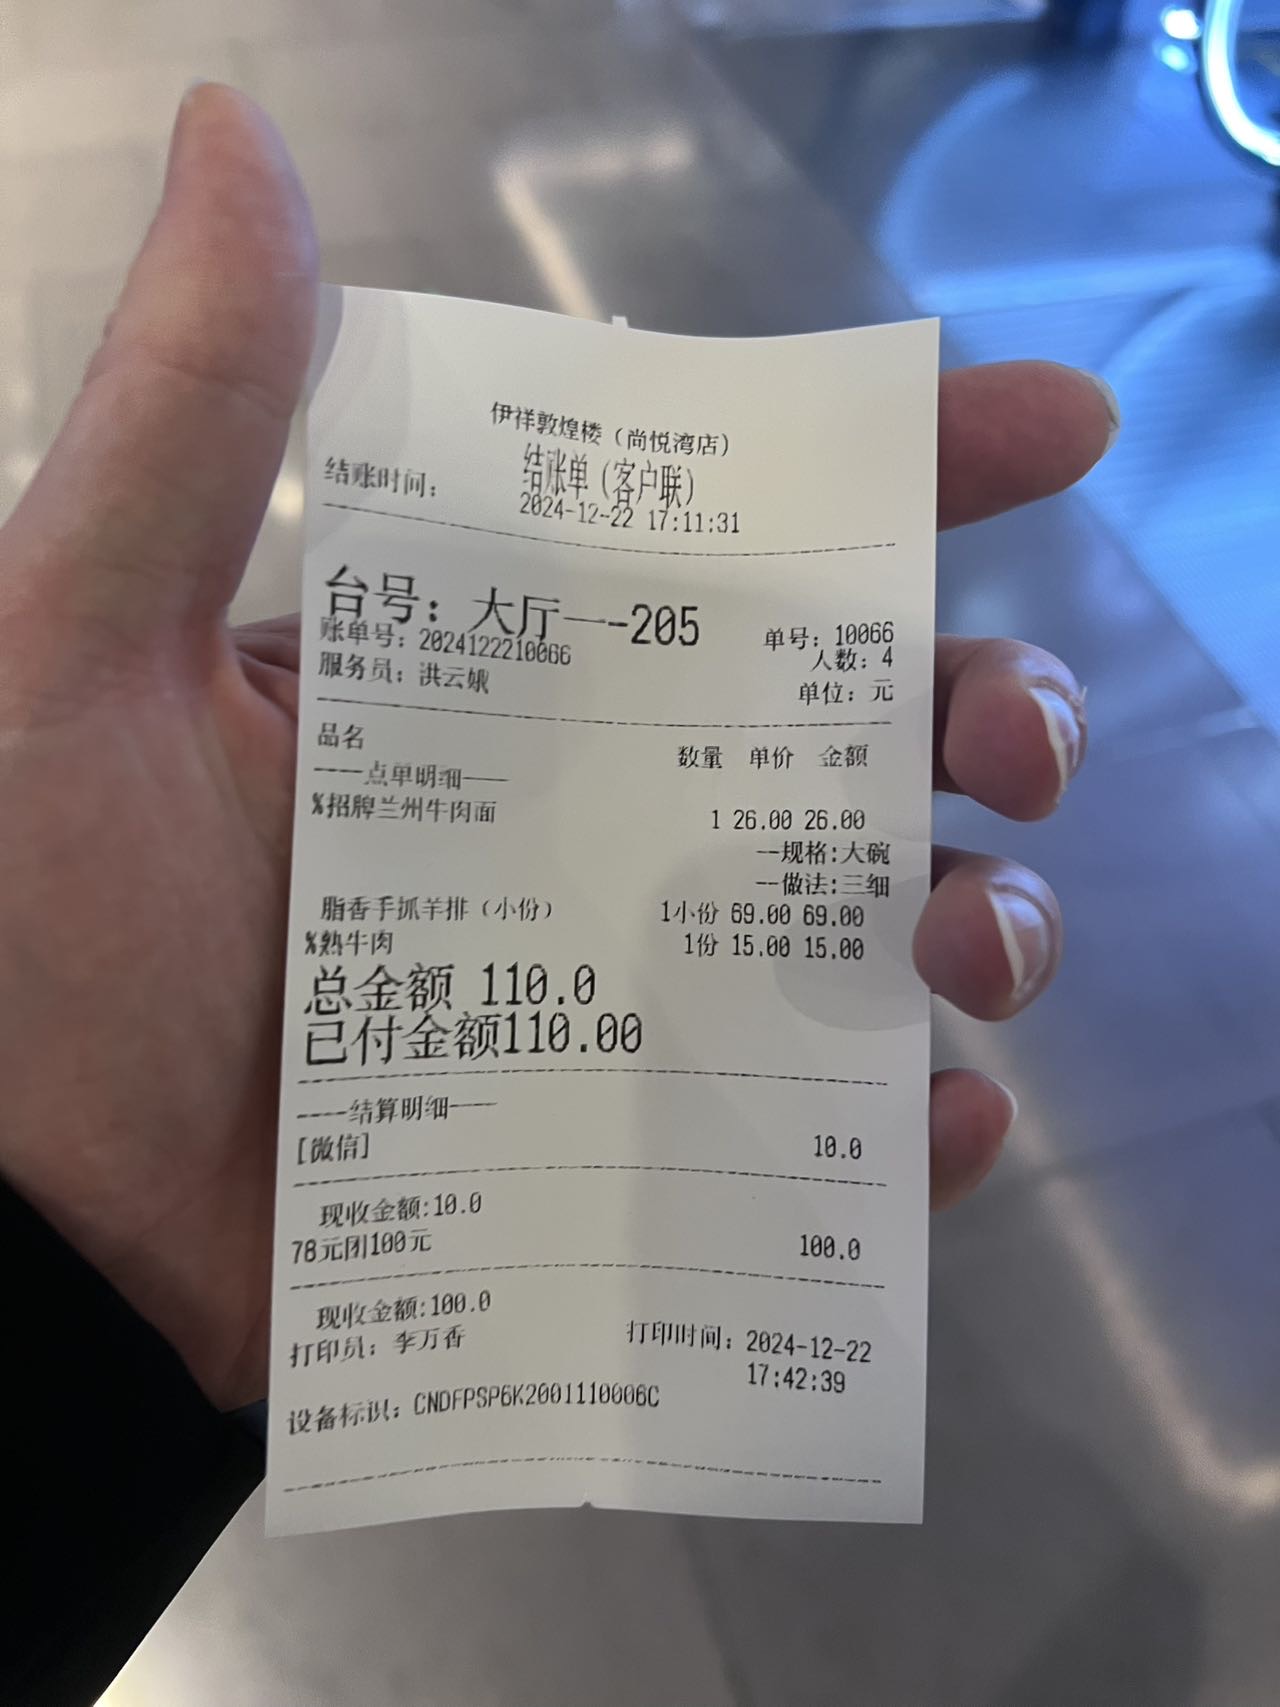 伊祥敦煌楼（尚悦湾店）
结账单（客户联）
结账时间： 2024-12-22 17:11:31
台号：大厅一-205
账单号：2024122210066 单号：10066
人数：4
服务员：洪云娥 单位：元
品名 数量 单价 金额
----点单明细----
%招牌兰州牛肉面 1 26.00 26.00
--规格:大碗
--做法:三细
脂香手抓羊排（小份） 1小份 69.00 69.00
%熟牛肉 1份 15.00 15.00
总金额 110.0
已付金额110.00
----结算明细----
[微信] 10.0
现收金额:10.0
78元团100元 100.0
现收金额:100.0
打印员：李万香 打印时间：2024-12-22
17:42:39
设备标识：CNDFPSP6K2001110006C